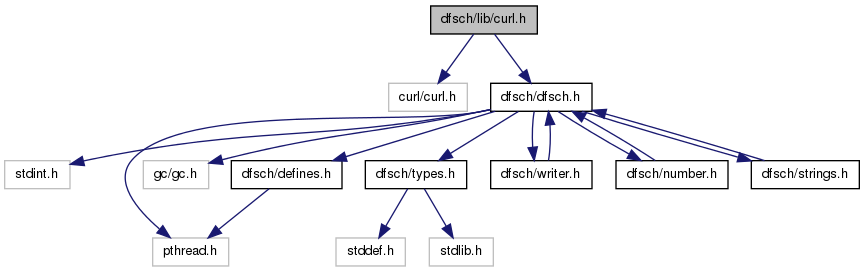 dfsch/lib/curl.h
curl/curl.h
dfsch/dfsch.h
stdint.h
gc/gc.h
dfsch/defines.h
dfsch/types.h
dfsch/writer.h
dfsch/number.h
dfsch/strings.h
pthread.h
stddef.h
stdlib.h